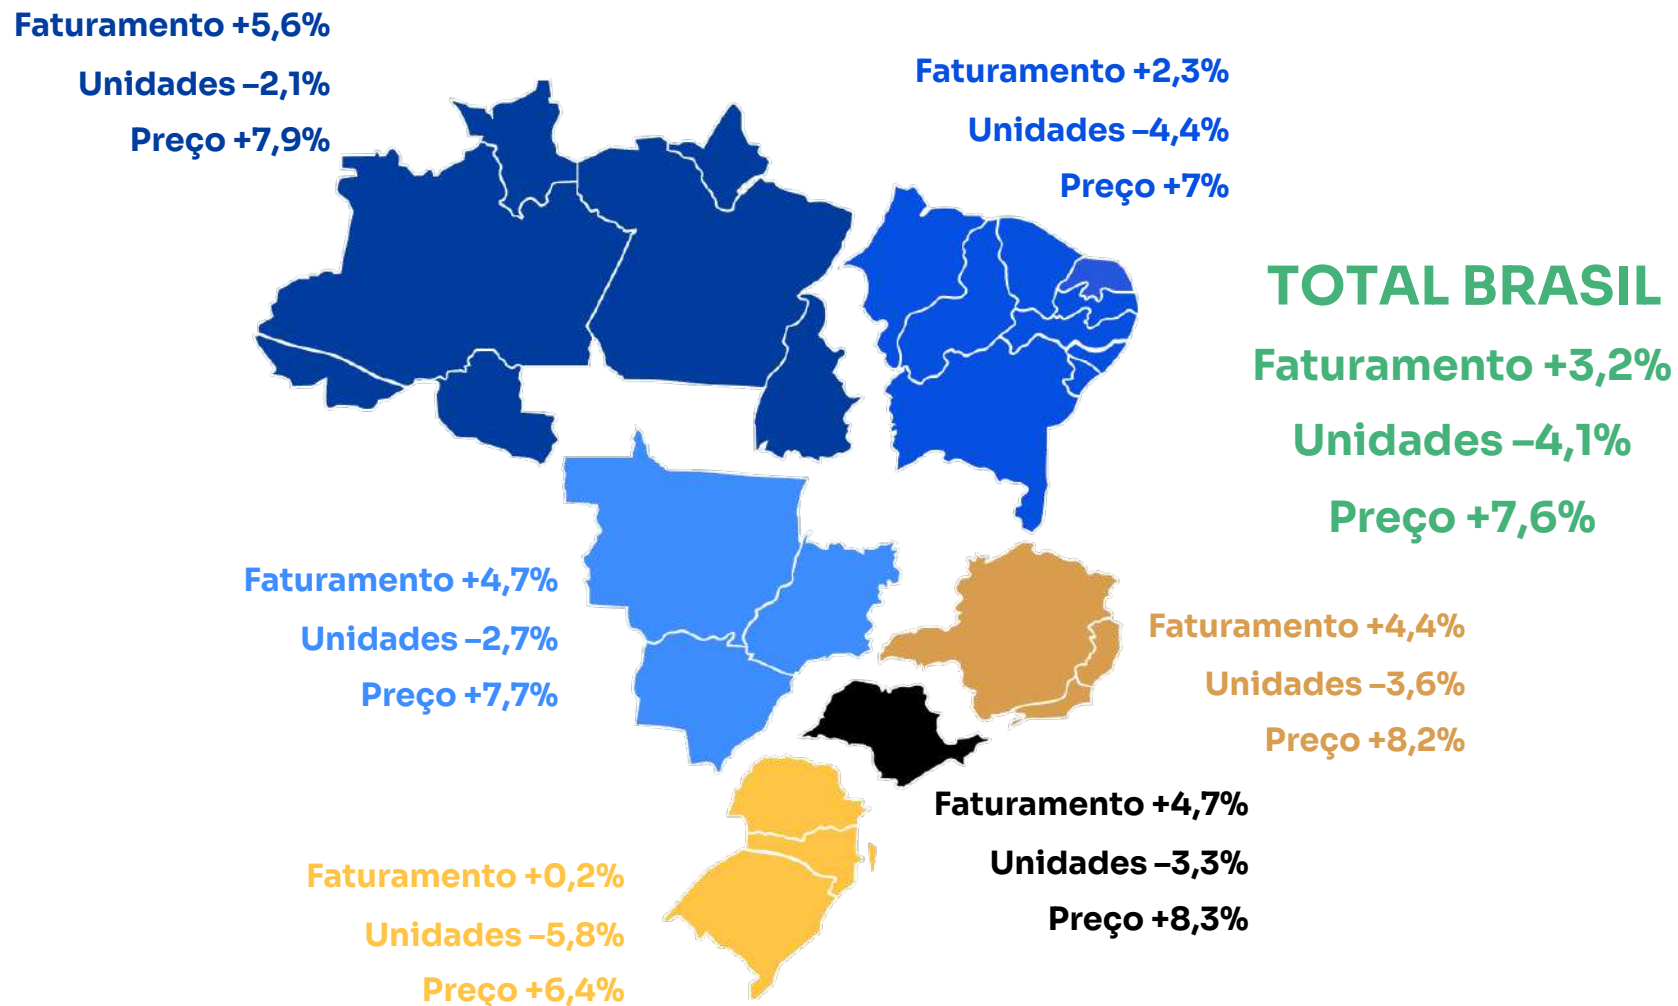 Faturamento +5,6%
Unidades –2,1%
Preço +7,9%
Faturamento +2,3%
Unidades –4,4%
Preço +7%
TOTAL BRASIL
Faturamento +3,2%
Unidades –4,1%
Preço +7,6%
Faturamento +4,7%
Unidades –2,7%
Preço +7,7%
Faturamento +4,4%
Unidades –3,6%
Preço +8,2%
Faturamento +4,7%
Unidades –3,3%
Preço +8,3%
Faturamento +0,2%
Unidades –5,8%
Preço +6,4%